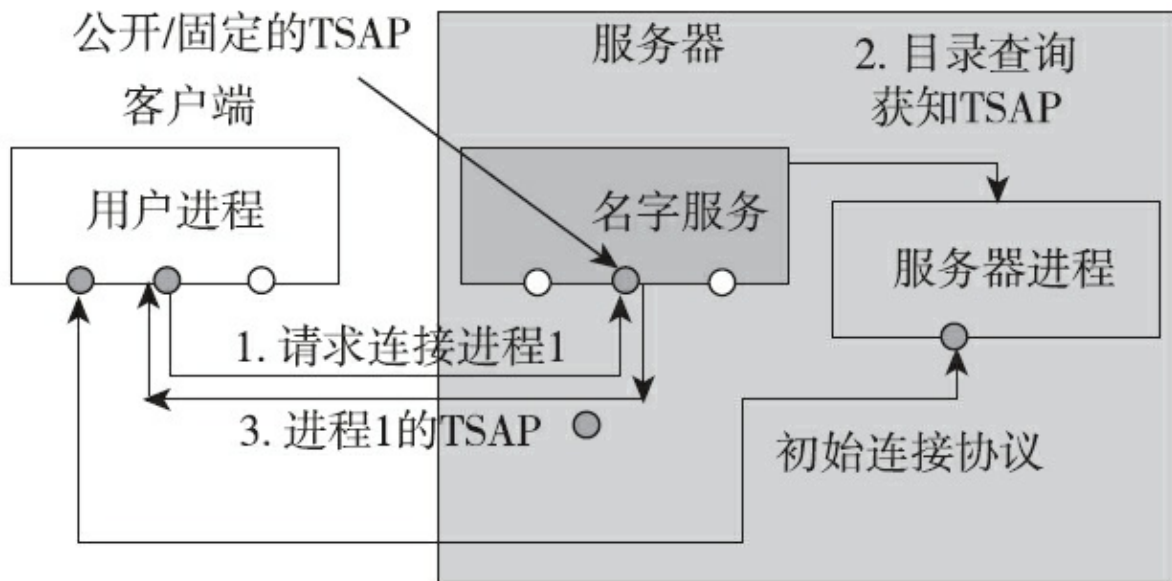 公开/固定的TSAP
服务器
2. 目录查询
获知TSAP
客户端
用户进程
名字服务
服务器进程
1. 请求连接进程1
3. 进程1的TSAP
初始连接协议